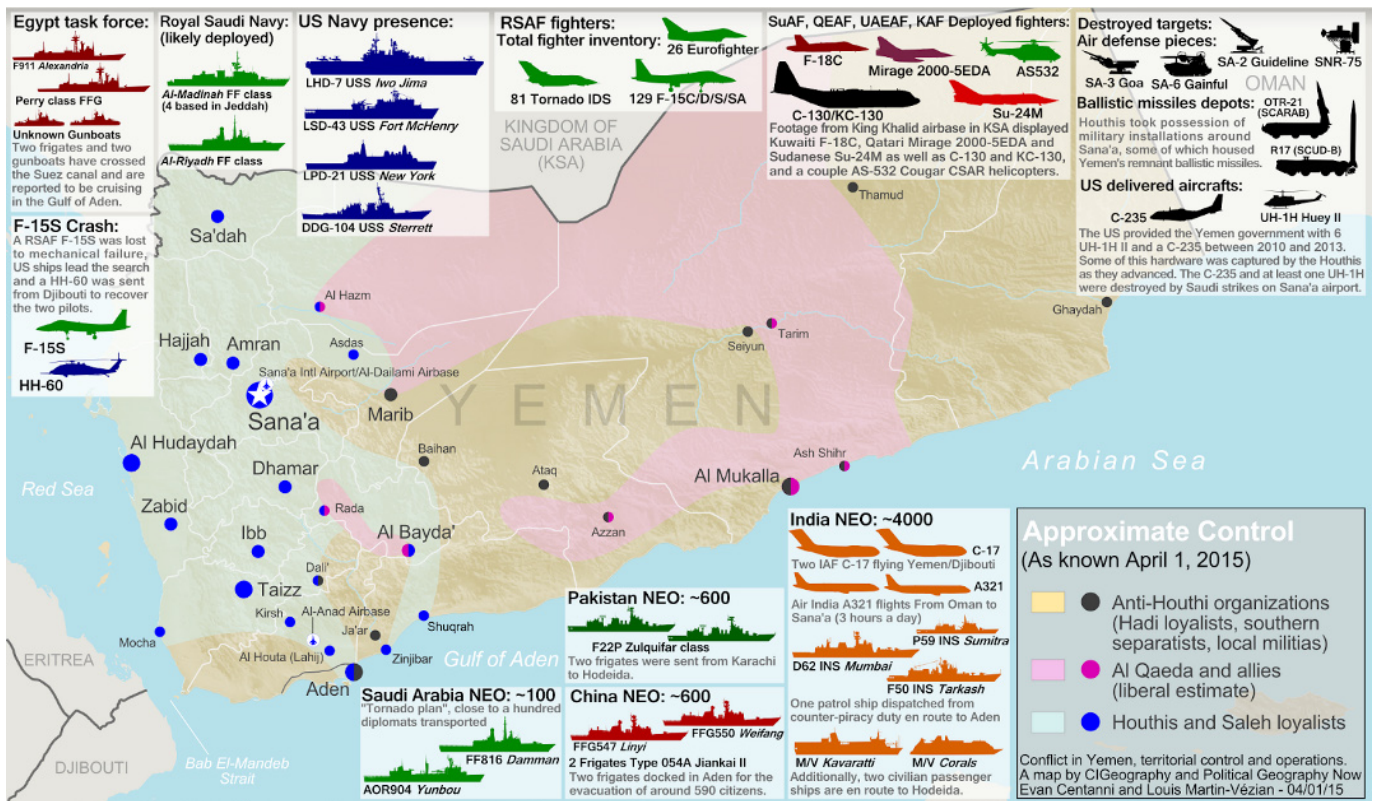 Egypt task force:
F911 Alexandria
Perry class FFG
Unknown Gunboats
Two frigates and two
gunboats have crossed
the Suez canal and are
reported to be cruising
in the Gulf of Aden.
Royal Saudi Navy:
(likely deployed)
Al-Madinah FF class
(4 based in Jeddah)
Al-Riyadh FF class
US Navy presence:
LHD-7 USS Iwo Jima
LSD-43 USS Fort McHenry
LPD-21 USS New York
DDG-104 USS Sterrett
RSAF fighters:
Total fighter inventory:
26 Eurofighter
81 Tornado IDS
129 F-15C/D/S/SA
SuAF, QEAF, UAEAF, KAF Deployed fighters:
F-18C
Mirage 2000-5EDA
AS532
C-130/KC-130
Su-24M
Footage from King Khalid airbase in KSA displayed
Kuwaiti F-18C, Qatari Mirage 2000-5EDA and
Sudanese Su-24M as well as C-130 and KC-130,
and a couple AS-532 Cougar CSAR helicopters.
Destroyed targets:
Air defense pieces:
SA-2 Guideline
SNR-75
SA-3 Goa
SA-6 Gainful
OMAN
Ballistic missiles depots:
OTR-21
(SCARAB)
Houthis took possession of
military installations around
Sana'a, some of which housed
Yemen's remnant ballistic missiles.
R17 (SCUD-B)
US delivered aircrafts:
C-235
UH-1H Huey II
The US provided the Yemen government with 6
UH-1H II and a C-235 between 2010 and 2013.
Some of this hardware was captured by the Houthis
as they advanced. The C-235 and at least one UH-1H
were destroyed by Saudi strikes on Sana'a airport.
F-15S Crash:
A RSAF F-15S was lost
to mechanical failure,
US ships lead the search
and a HH-60 was sent
from Djibouti to recover
the two pilots.
F-15S
HH-60
KINGDOM OF
SAUDI ARABIA
(KSA)
Sa'dah
Thamud
Al Hazm
Ghaydah
Tarim
Seiyun
Hajjah
Amran
Asdas
Sana'a Intl Airport/Al-Dailami Airbase
Sana'a
Marib
YEMEN
Al Hudaydah
Baihan
Dhamar
Ataq
Al Mukalla
Ash Shihr
Arabian Sea
Red Sea
Zabid
Rada
Azzan
Ibb
Al Bayda'
Dali'
Taizz
Kirsh
Al-Anad Airbase
Ja'ar
Shuqrah
Mocha
Al Houta (Lahij)
Zinjibar
Gulf of Aden
Aden
ERITREA
DJIBOUTI
Bab El-Mandeb
Strait
Saudi Arabia NEO: ~100
"Tornado plan", close to a hundred
diplomats transported
FF816 Damman
AOR904 Yunbou
Pakistan NEO: ~600
F22P Zulquifar class
Two frigates were sent from Karachi
to Hodeida.
China NEO: ~600
FFG550 Weifang
FFG547 Linyi
2 Frigates Type 054A Jiankai II
Two frigates docked in Aden for the
evacuation of around 590 citizens.
India NEO: ~4000
C-17
Two IAF C-17 flying Yemen/Djibouti
A321
Air India A321 flights From Oman to
Sana'a (3 hours a day)
P59 INS Sumitra
D62 INS Mumbai
F50 INS Tarkash
One patrol ship dispatched from
counter-piracy duty en route to Aden
M/V Kavaratti
M/V Corals
Additionally, two civilian passenger
ships are en route to Hodeida.
Approximate Control
(As known April 1, 2015)
Anti-Houthi organizations
(Hadi loyalists, southern
separatists, local militias)
Al Qaeda and allies
(liberal estimate)
Houthis and Saleh loyalists
Conflict in Yemen, territorial control and operations.
A map by CIGeography and Political Geography Now
Evan Centanni and Louis Martin-Vézian - 04/01/15